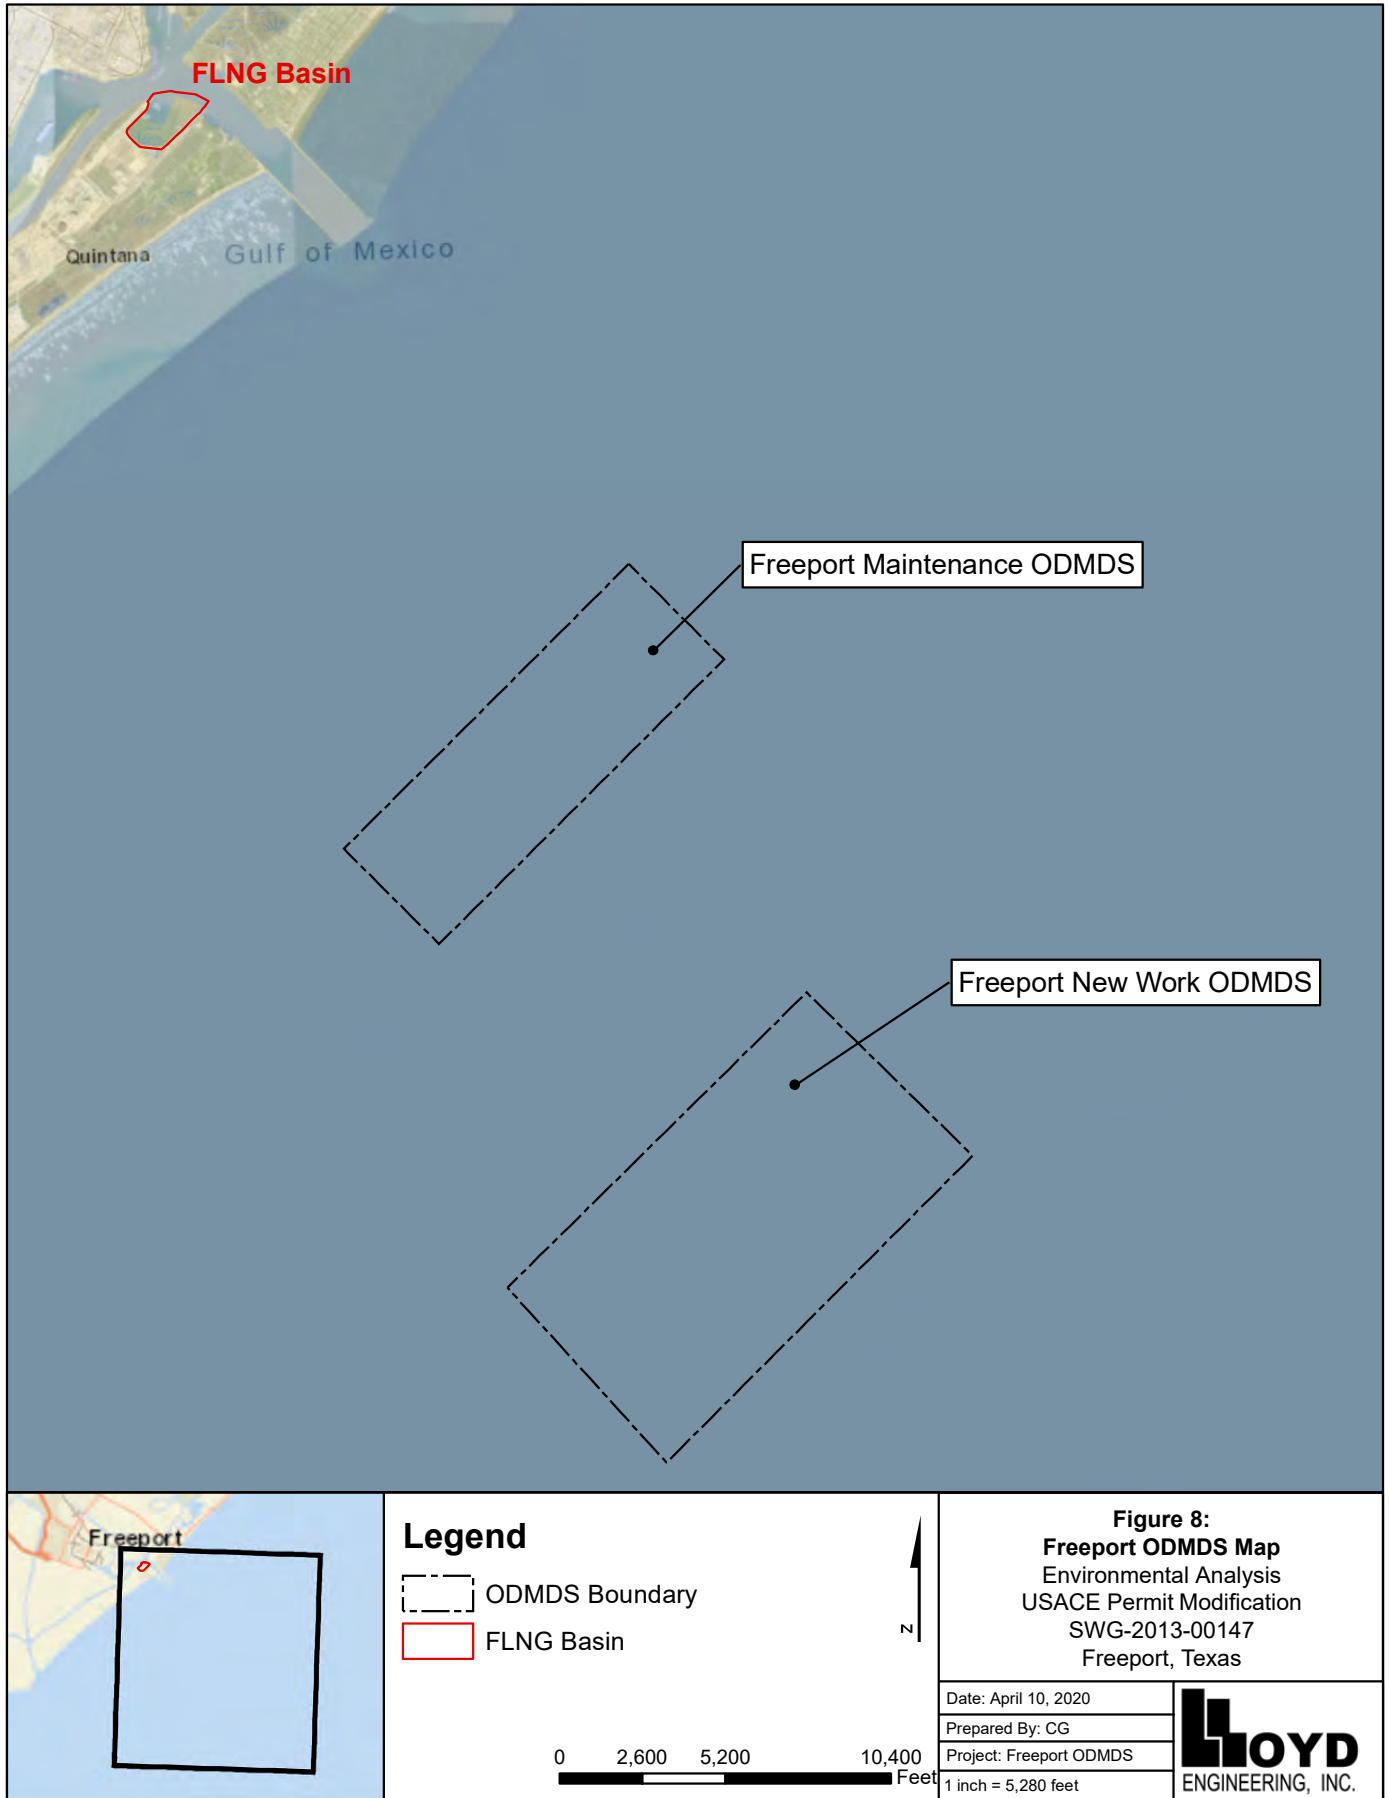 FLNG Basin
Quintana
Gulf of Mexico
Freeport Maintenance ODMDS
Freeport New Work ODMDS
Freeport
Legend
ODMDS Boundary
FLNG Basin
N
0 2,600 5,200 10,400
Feet
Figure 8:
Freeport ODMDS Map
Environmental Analysis
USACE Permit Modification
SWG-2013-00147
Freeport, Texas
Date: April 10, 2020
Prepared By: CG
Project: Freeport ODMDS
1 inch = 5,280 feet
LLOYD
ENGINEERING, INC.